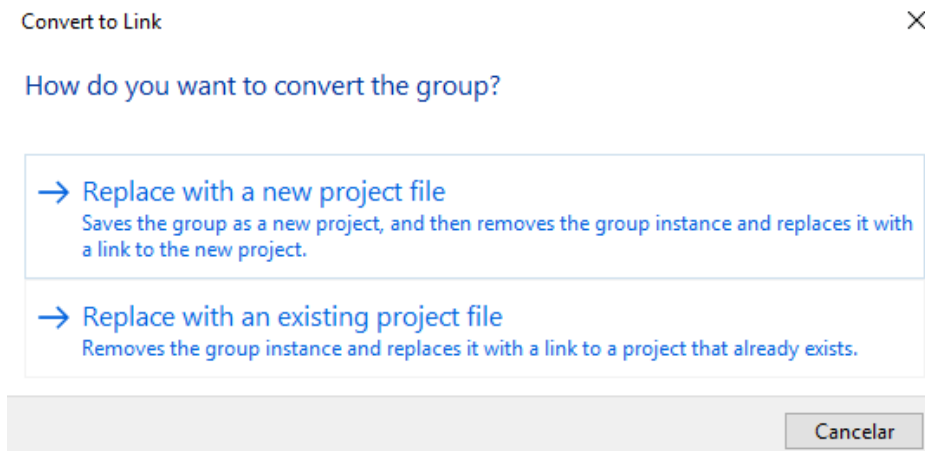 Convert to Link
How do you want to convert the group?
Replace with a new project file
Saves the group as a new project, and then removes the group instance and replaces it with
a link to the new project.
Replace with an existing project file
Removes the group instance and replaces it with a link to a project that already exists.
Cancelar